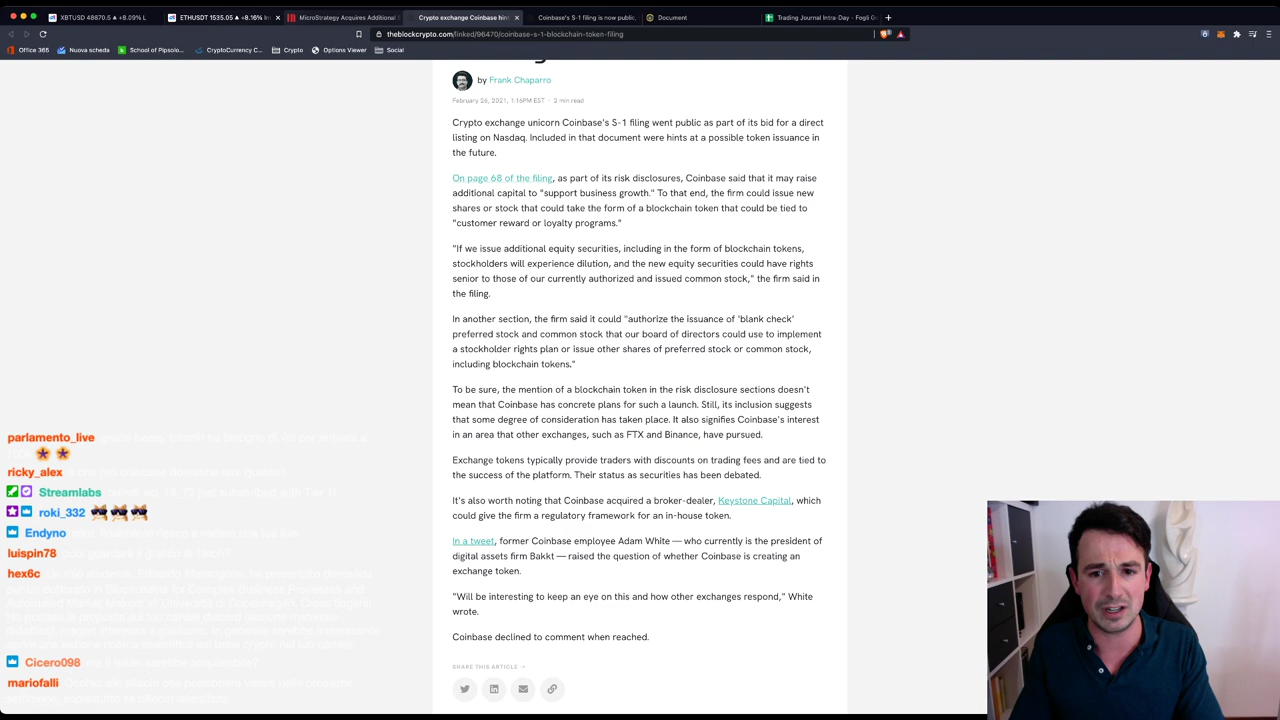 XBTUSD 48870.5 ▲ +8.09% L
ETHUSDT 1535.05 ▲ +8.16% In
MicroStrategy Acquires Additional
Crypto exchange Coinbase hint
Coinbase's S-1 filing is now public,
Document
Trading Journal Intra-Day - Fogli Go
theblockcrypto.com/linked/96470/coinbase-s-1-blockchain-token-filing
Office 365
Nuova scheda
School of Pipsolo...
CryptoCurrency C...
Crypto
Options Viewer
Social
by Frank Chaparro
February 26, 2021, 1:16PM EST · 2 min read
Crypto exchange unicorn Coinbase's S-1 filing went public as part of its bid for a direct
listing on Nasdaq. Included in that document were hints at a possible token issuance in
the future.
On page 68 of the filing, as part of its risk disclosures, Coinbase said that it may raise
additional capital to "support business growth." To that end, the firm could issue new
shares or stock that could take the form of a blockchain token that could be tied to
"customer reward or loyalty programs."
"If we issue additional equity securities, including in the form of blockchain tokens,
stockholders will experience dilution, and the new equity securities could have rights
senior to those of our currently authorized and issued common stock," the firm said in
the filing.
In another section, the firm said it could "authorize the issuance of 'blank check'
preferred stock and common stock that our board of directors could use to implement
a stockholder rights plan or issue other shares of preferred stock or common stock,
including blockchain tokens."
To be sure, the mention of a blockchain token in the risk disclosure sections doesn't
mean that Coinbase has concrete plans for such a launch. Still, its inclusion suggests
that some degree of consideration has taken place. It also signifies Coinbase's interest
in an area that other exchanges, such as FTX and Binance, have pursued.
Exchange tokens typically provide traders with discounts on trading fees and are tied to
the success of the platform. Their status as securities has been debated.
It's also worth noting that Coinbase acquired a broker-dealer, Keystone Capital, which
could give the firm a regulatory framework for an in-house token.
In a tweet, former Coinbase employee Adam White — who currently is the president of
digital assets firm Bakkt — raised the question of whether Coinbase is creating an
exchange token.
"Will be interesting to keep an eye on this and how other exchanges respond," White
wrote.
Coinbase declined to comment when reached.
SHARE THIS ARTICLE →
parlamento_live
ricky_alex
Streamlabs
roki_332
Endyno
luispin78
hex6c
Cicero098
mariofalli